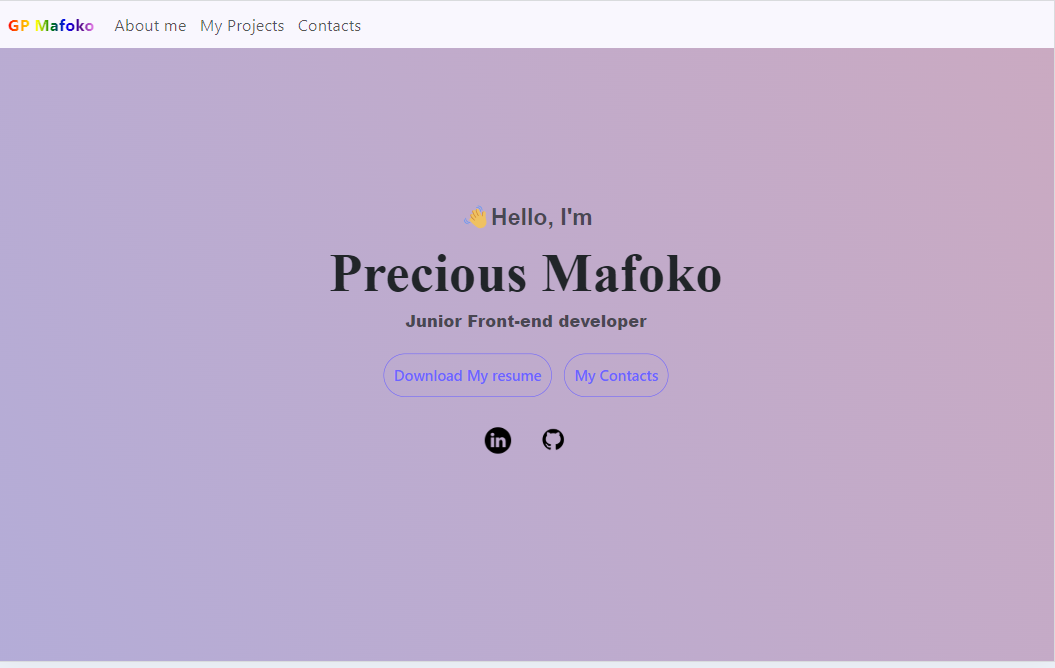 GP Mafoko About me My Projects Contacts
👋Hello, I'm
Precious Mafoko
Junior Front-end developer
Download My resume My Contacts
in